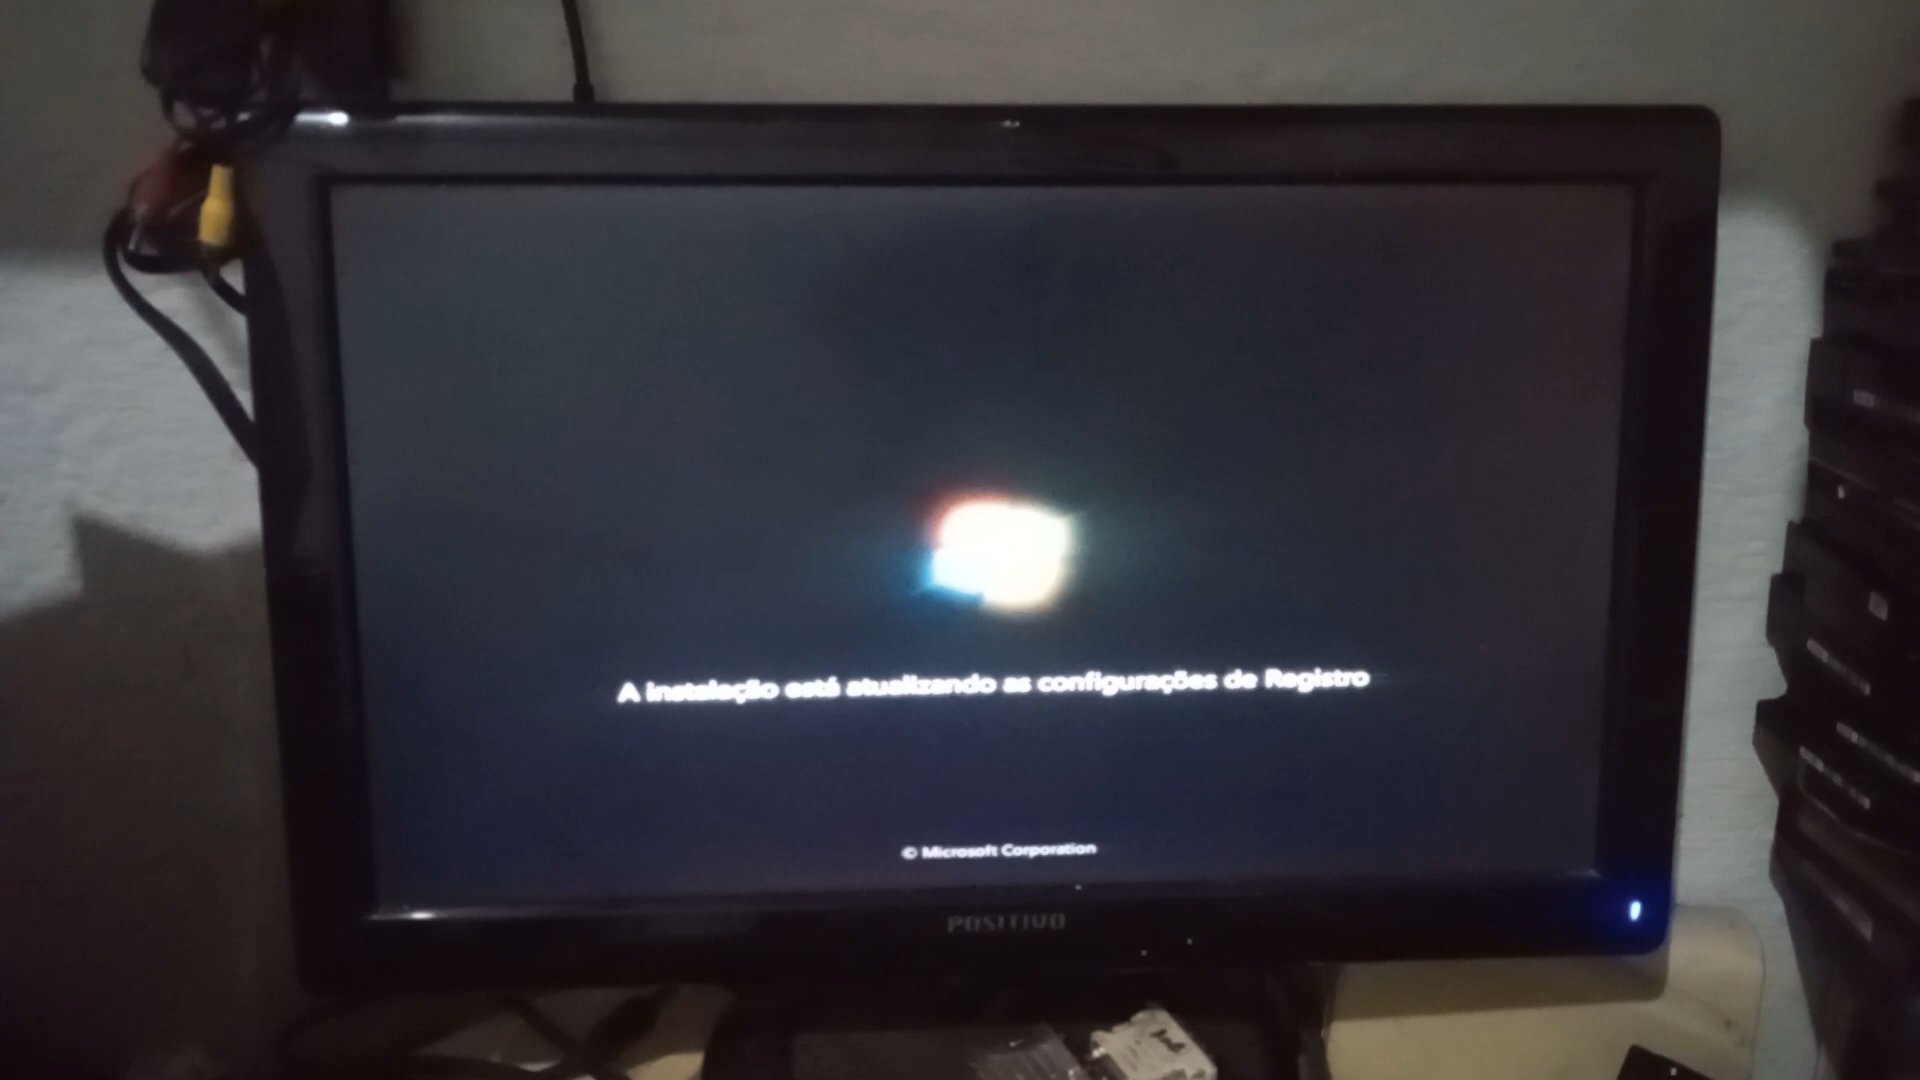 A instalação está atualizando as configurações de Registro
© Microsoft Corporation
POSITIVO